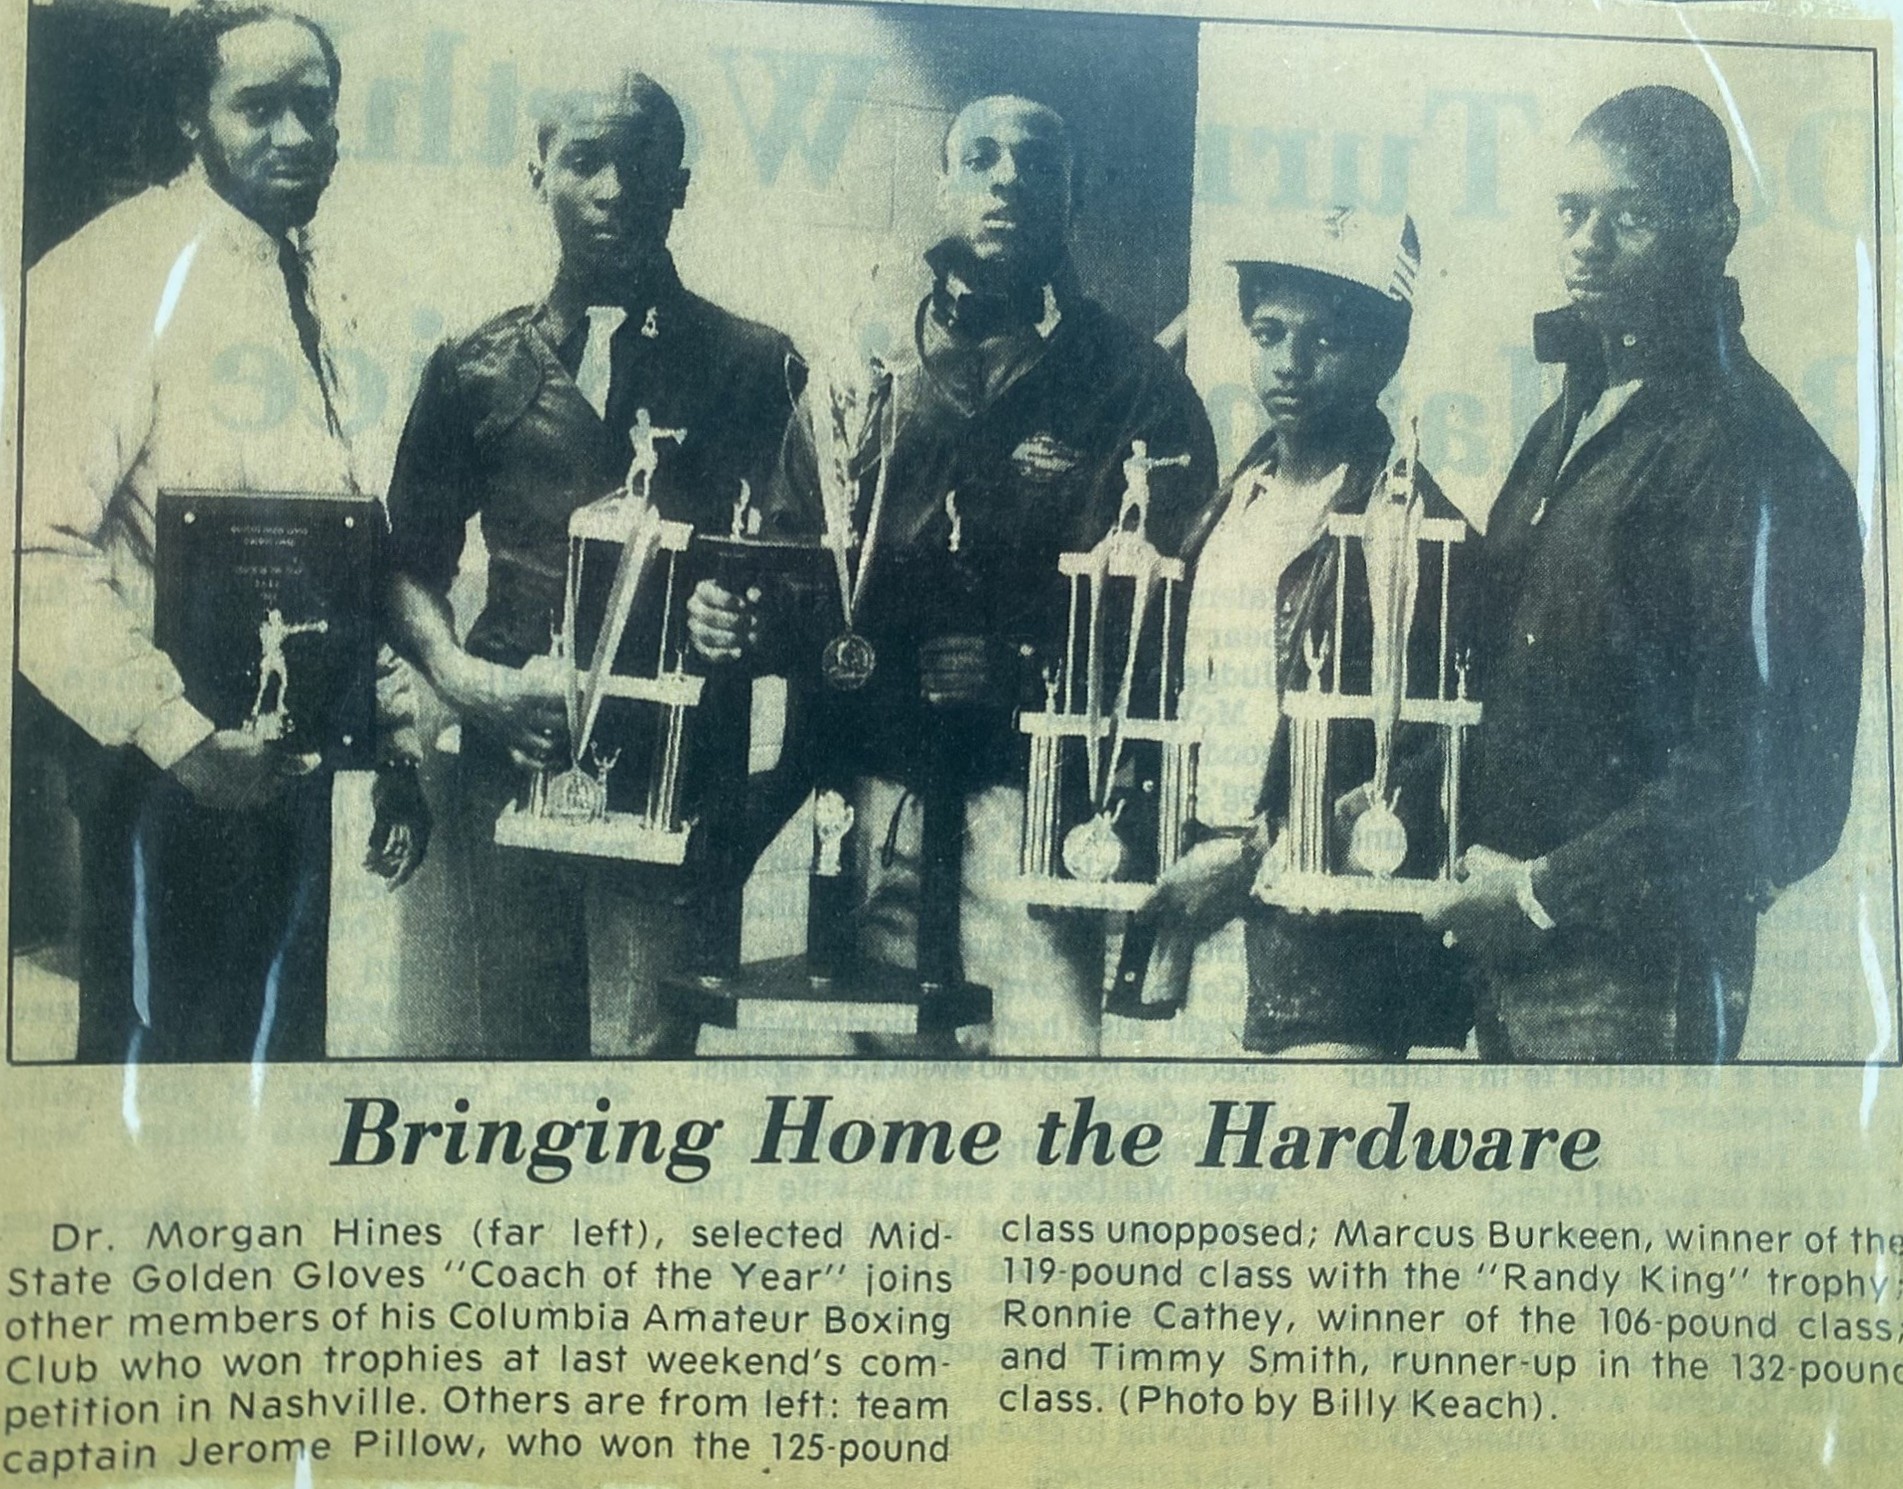 Bringing Home the Hardware
Dr. Morgan Hines (far left), selected Mid-
State Golden Gloves "Coach of the Year" joins
other members of his Columbia Amateur Boxing
Club who won trophies at last weekend's com-
petition in Nashville. Others are from left: team
captain Jerome Pillow, who won the 125-pound
class unopposed; Marcus Burkeen, winner of the
119-pound class with the "Randy King" trophy;
Ronnie Cathey, winner of the 106-pound class;
and Timmy Smith, runner-up in the 132-pound
class. (Photo by Billy Keach).